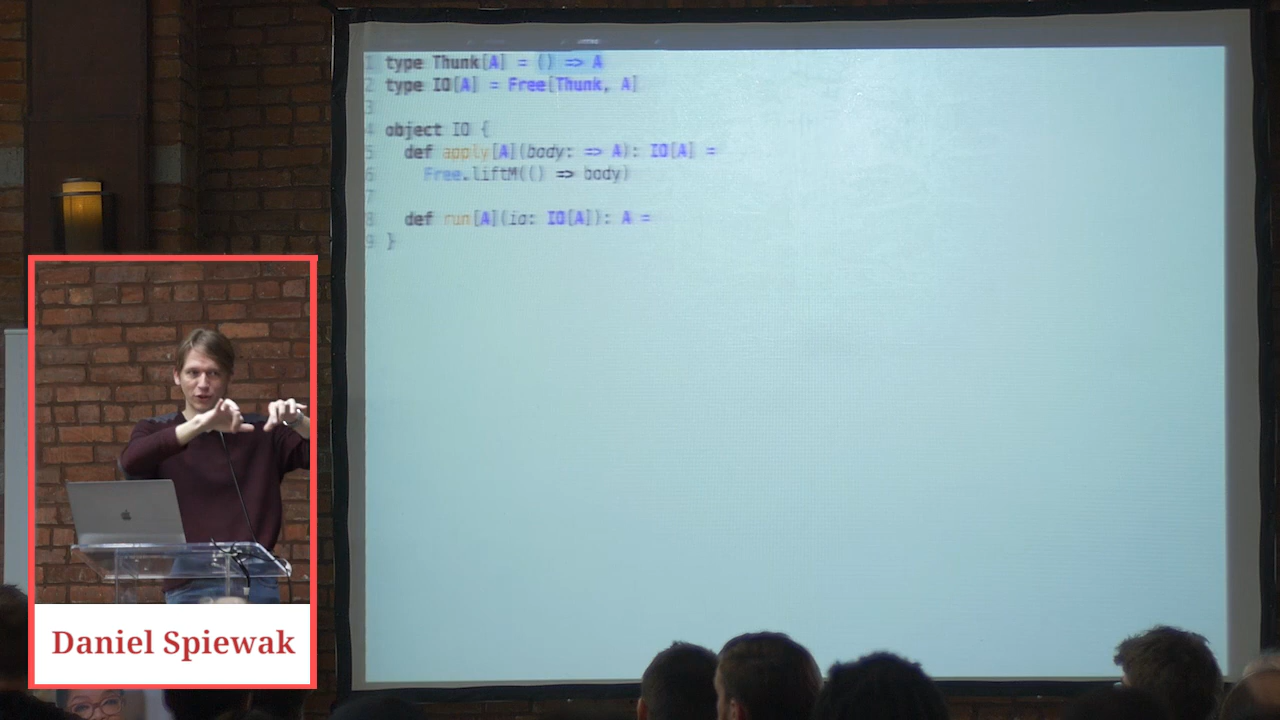 1 type Thunk[A] = () => A
2 type IO[A] = Free[Thunk, A]
3
4 object IO {
5   def apply[A](body: => A): IO[A] =
6     Free.liftM(() => body)
7
8   def run[A](ia: IO[A]): A =
9 }
Daniel Spiewak